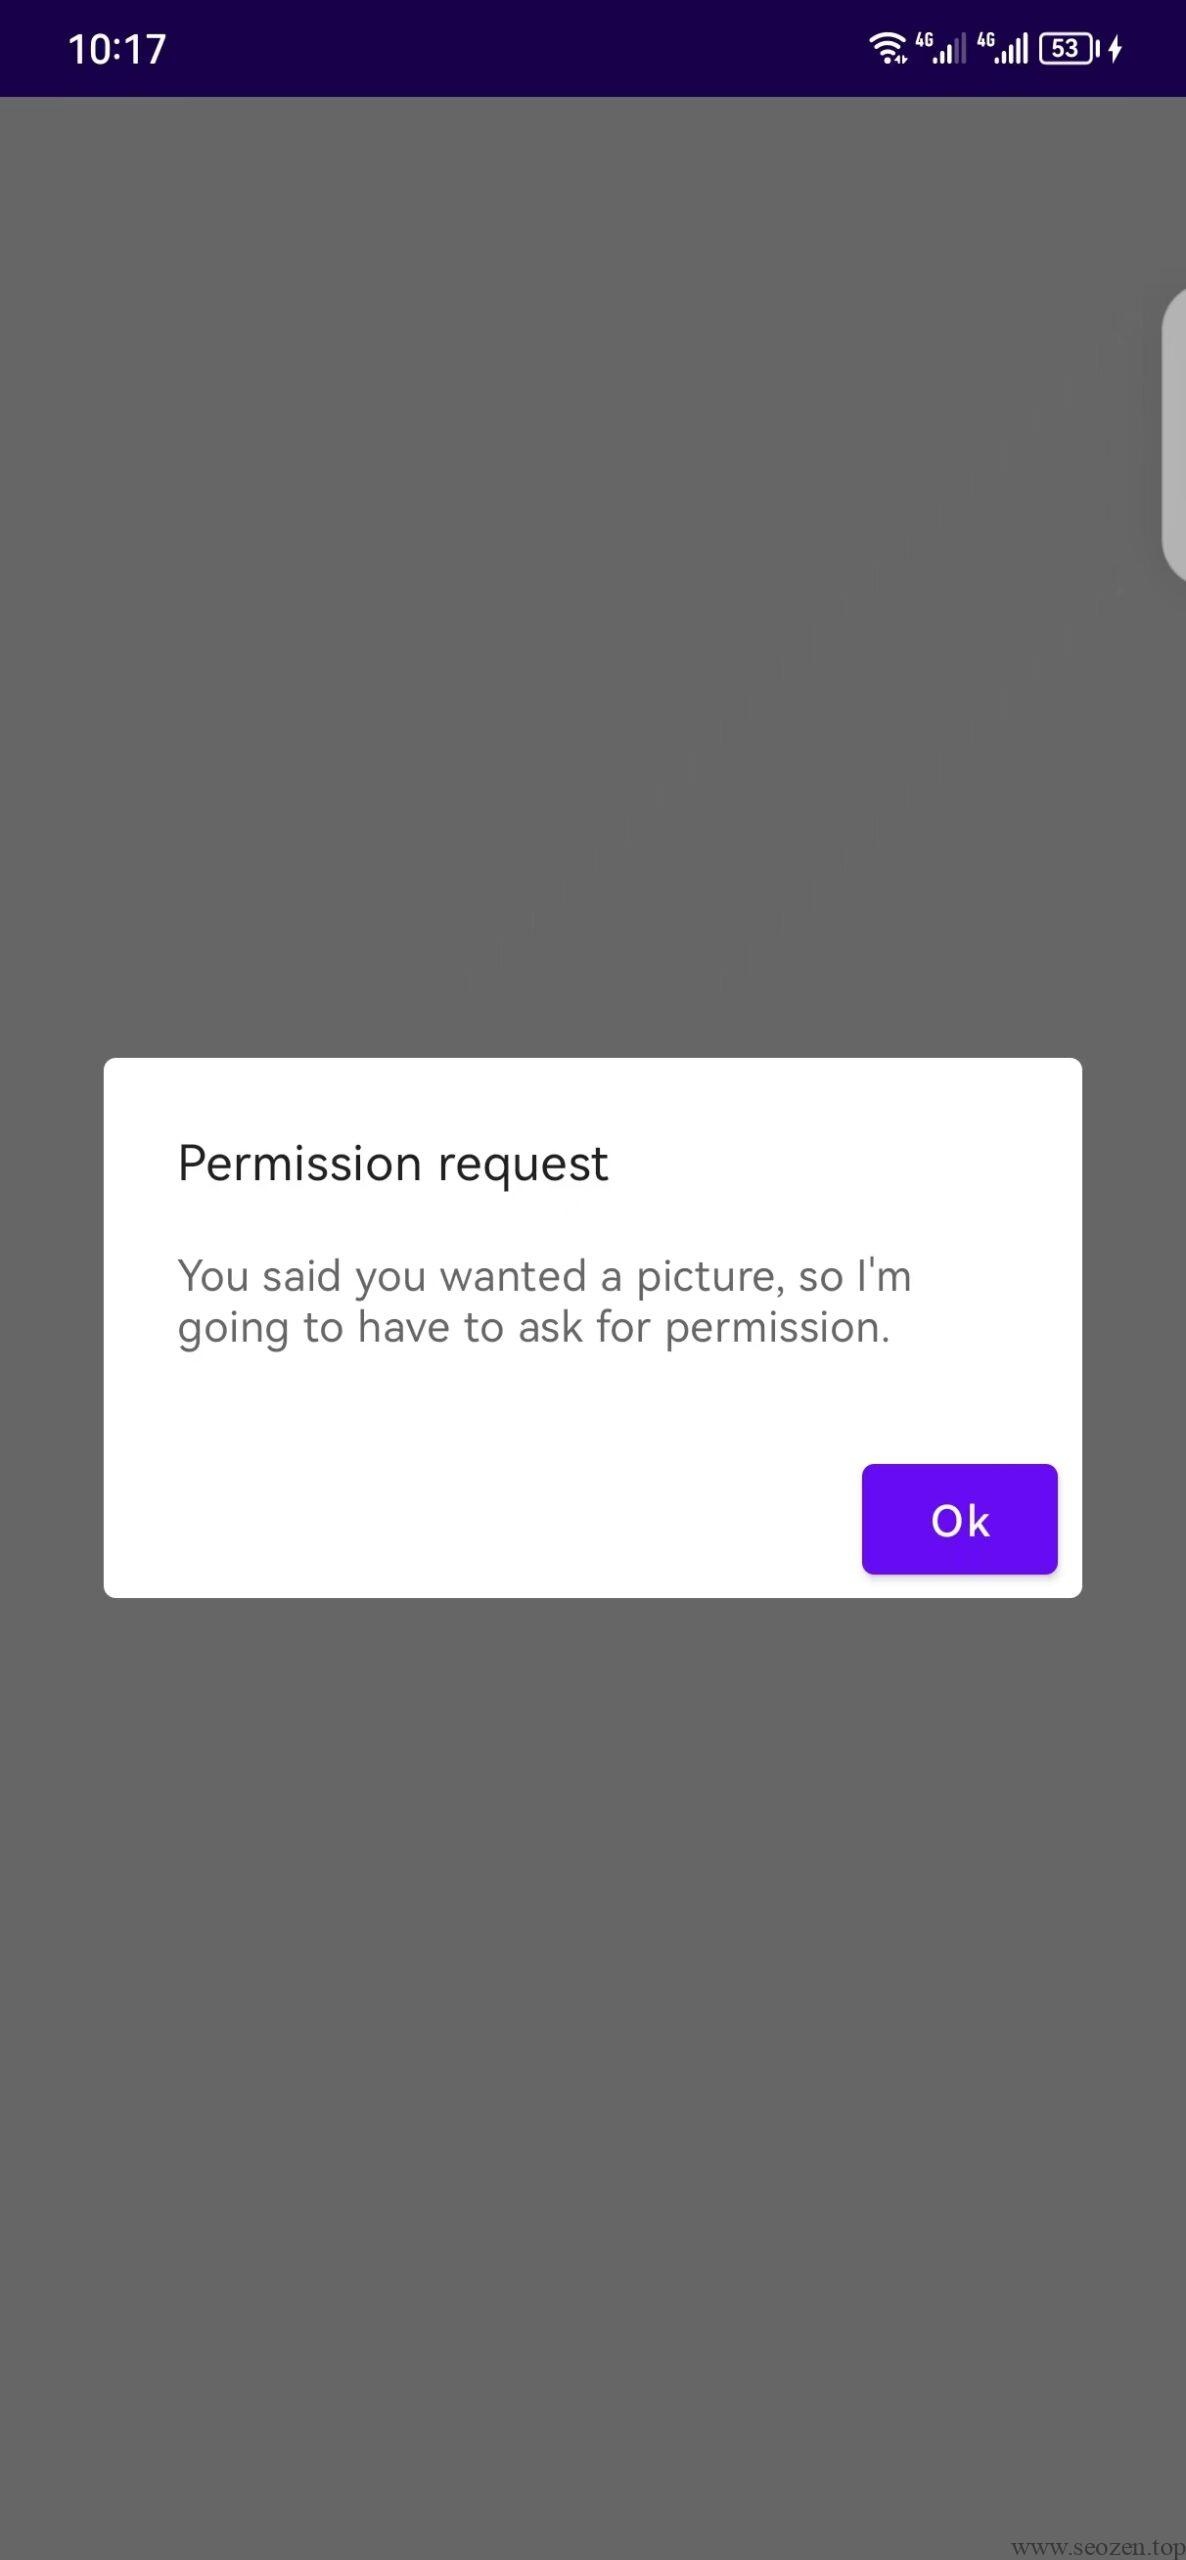 10:17 4G 4G 53
Permission request
You said you wanted a picture, so I'm
going to have to ask for permission.
Ok
www.seozen.top